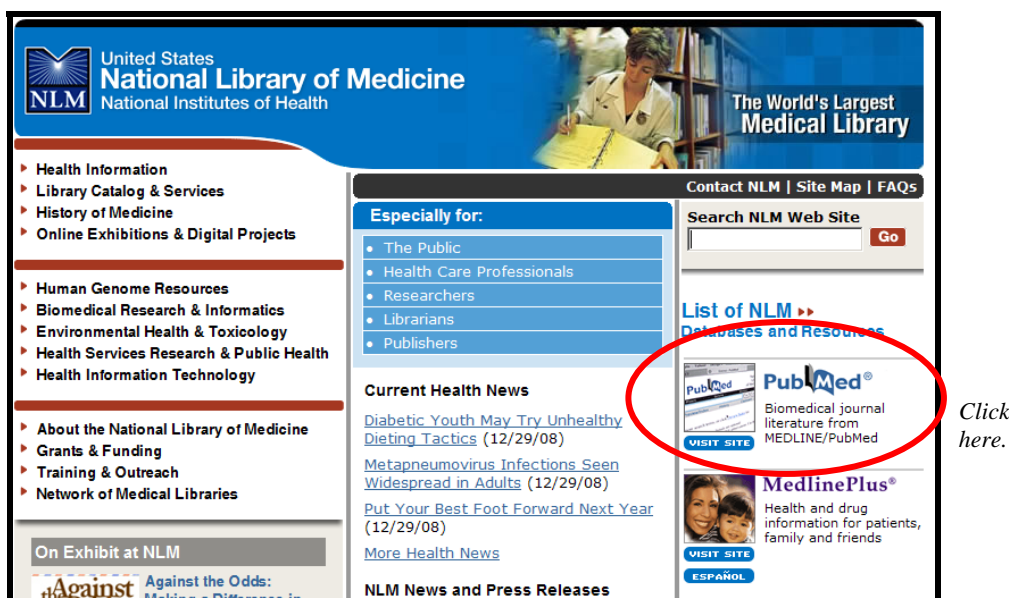 United States
National Library of Medicine
National Institutes of Health
NLM
The World's Largest
Medical Library
Health Information
Library Catalog & Services
History of Medicine
Online Exhibitions & Digital Projects
Human Genome Resources
Biomedical Research & Informatics
Environmental Health & Toxicology
Health Services Research & Public Health
Health Information Technology
About the National Library of Medicine
Grants & Funding
Training & Outreach
Network of Medical Libraries
On Exhibit at NLM
Against the Odds:
Making a Difference in
the Against
Contact NLM | Site Map | FAQs
Especially for:
• The Public
• Health Care Professionals
• Researchers
• Librarians
• Publishers
Current Health News
Diabetic Youth May Try Unhealthy
Dieting Tactics (12/29/08)
Metapneumovirus Infections Seen
Widespread in Adults (12/29/08)
Put Your Best Foot Forward Next Year
(12/29/08)
More Health News
NLM News and Press Releases
Search NLM Web Site
Go
List of NLM
Databases and Resources
PubMed
VISIT SITE
PubMed®
Biomedical journal
literature from
MEDLINE/PubMed
MedlinePlus®
Health and drug
information for patients,
family and friends
VISIT SITE
ESPAÑOL
Click
here.